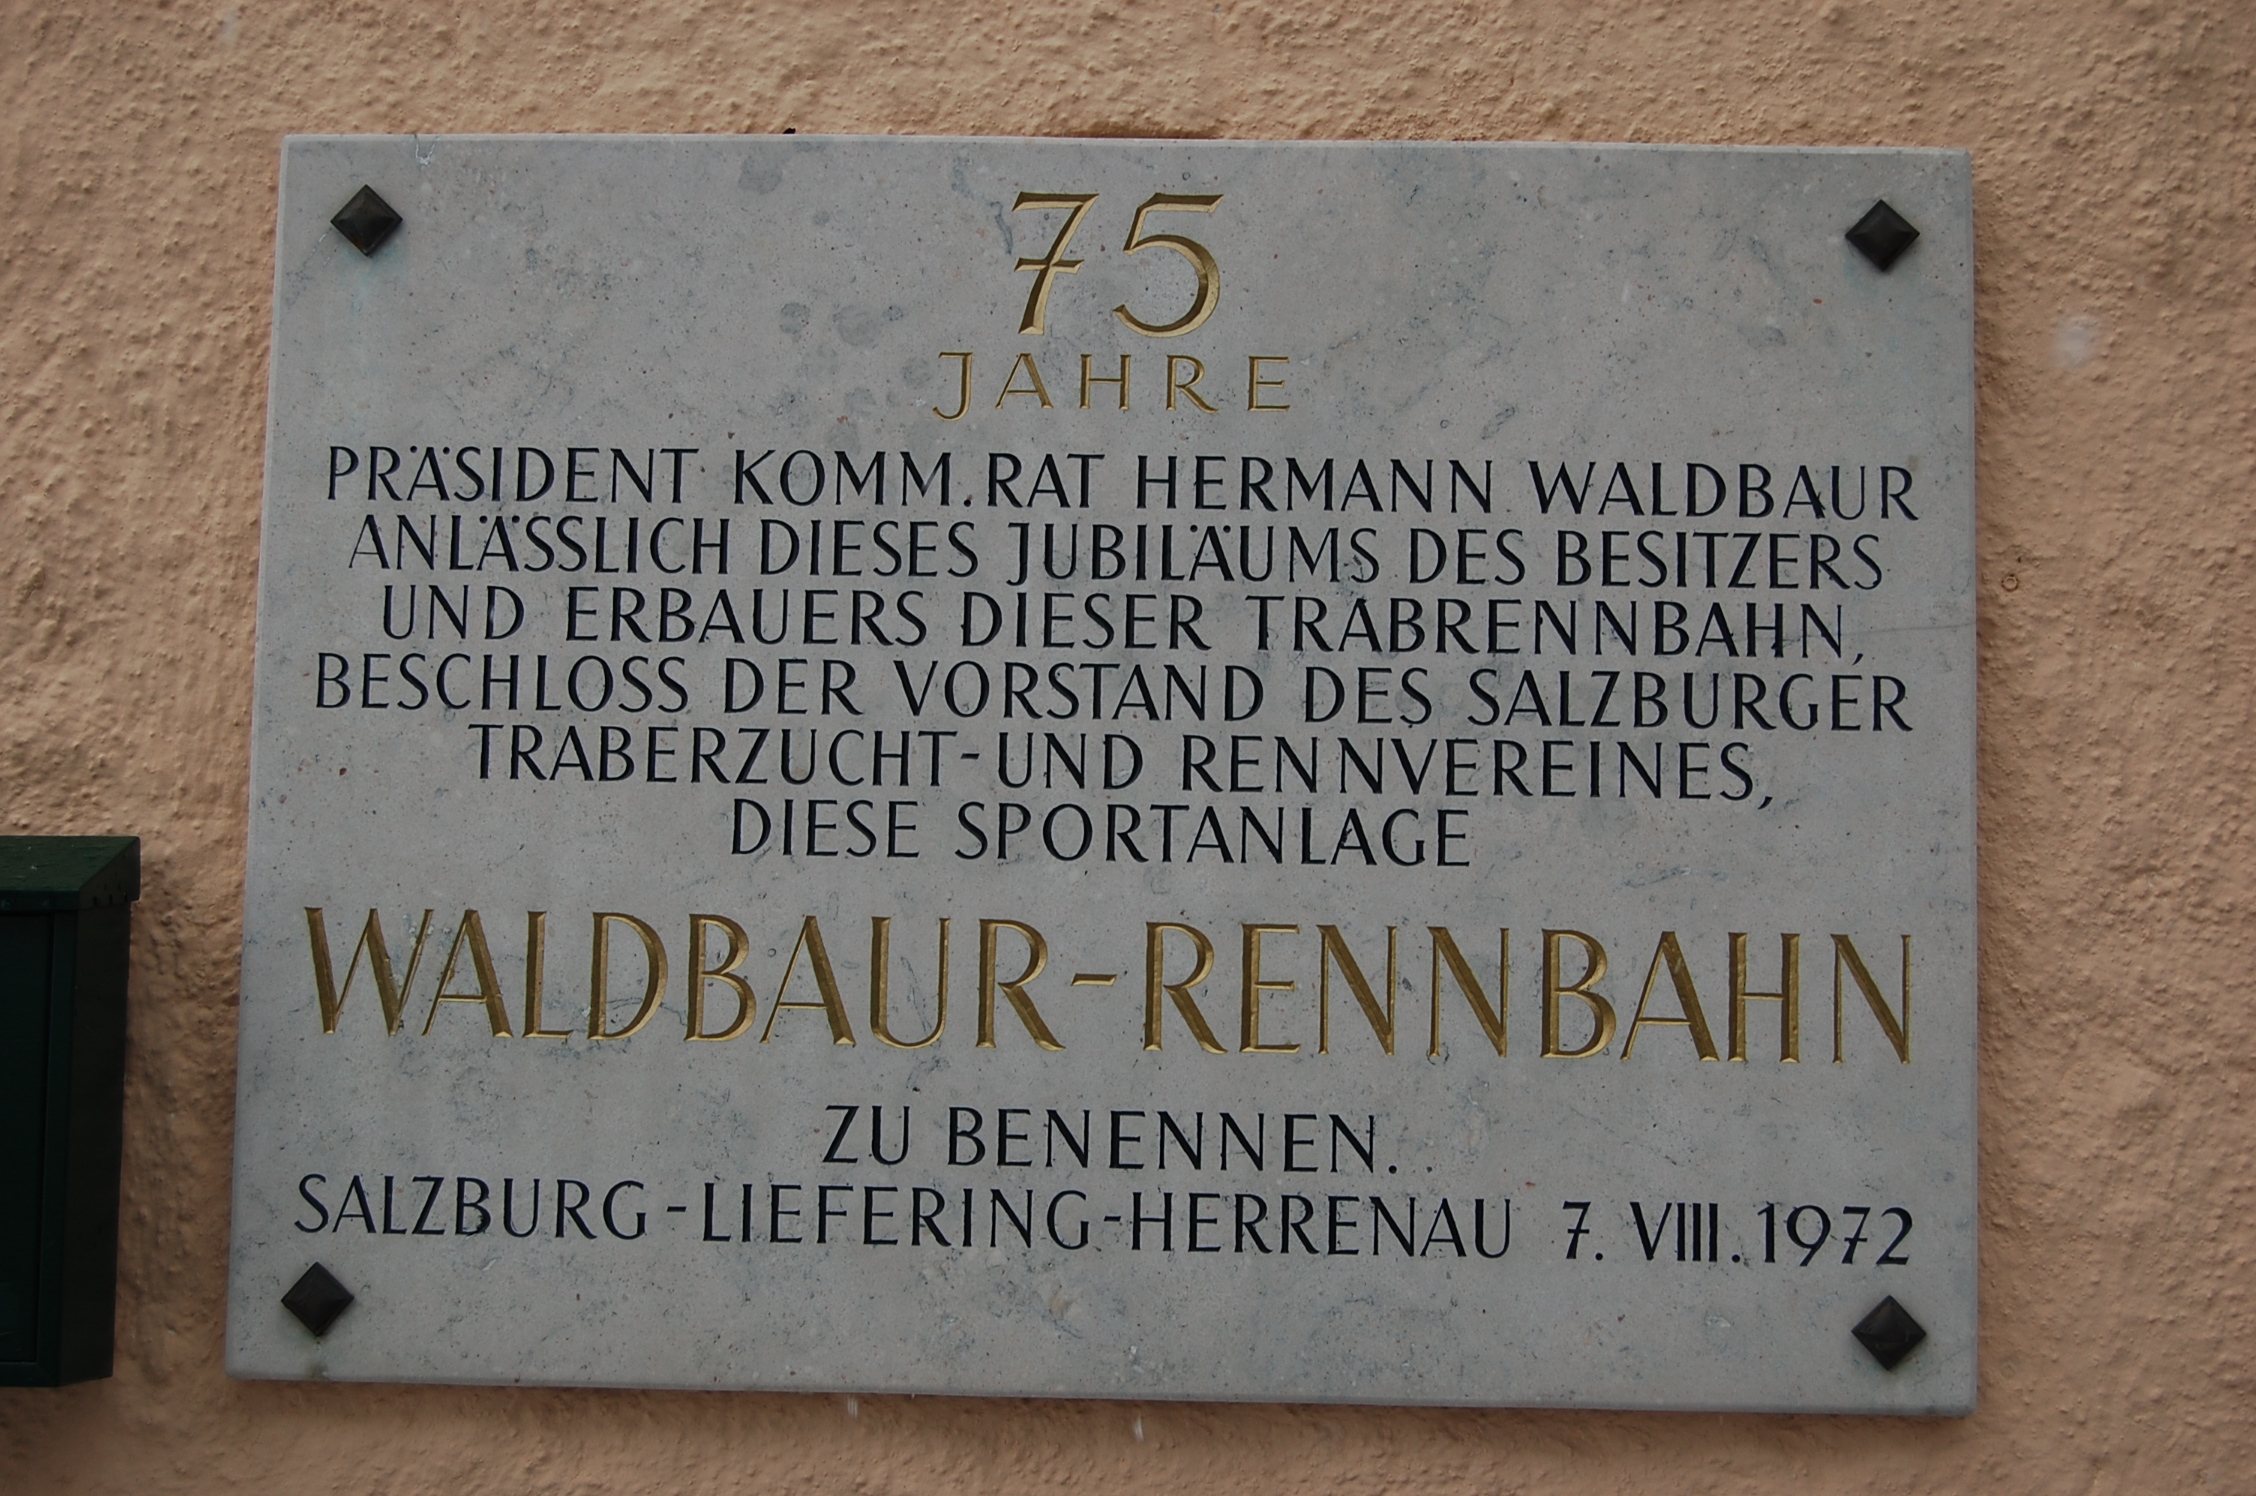 75
JAHRE
PRÄSIDENT KOMM.RAT HERMANN WALDBAUR
ANLÄSSLICH DIESES JUBILÄUMS DES BESITZERS
UND ERBAUERS DIESER TRABRENNBAHN,
BESCHLOSS DER VORSTAND DES SALZBURGER
TRABERZUCHT-UND RENNVEREINES,
DIESE SPORTANLAGE
WALDBAUR-RENNBAHN
ZU BENENNEN.
SALZBURG-LIEFERING-HERRENAU 7. VIII. 1972